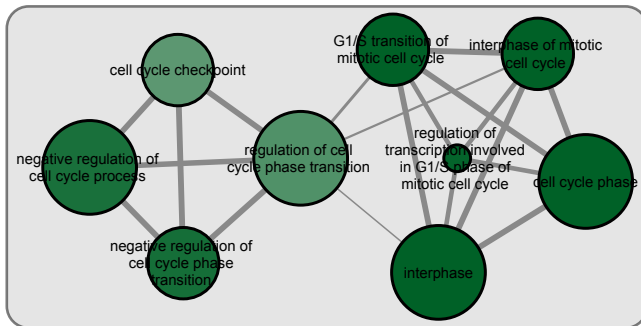 G1/S transition of
mitotic cell cycle
interphase of mitotic
cell cycle
cell cycle checkpoint
negative regulation of
cell cycle process
regulation of cell
cycle phase transition
regulation of
transcription involved
in G1/S phase of
mitotic cell cycle
cell cycle phase
negative regulation of
cell cycle phase
transition
interphase